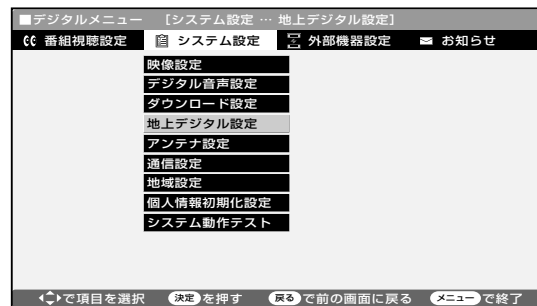 ■デジタルメニュー　［システム設定 … 地上デジタル設定］
番組視聴設定　システム設定　外部機器設定　お知らせ
映像設定
デジタル音声設定
ダウンロード設定
地上デジタル設定
アンテナ設定
通信設定
地域設定
個人情報初期化設定
システム動作テスト
で項目を選択　決定を押す　戻るで前の画面に戻る　メニューで終了